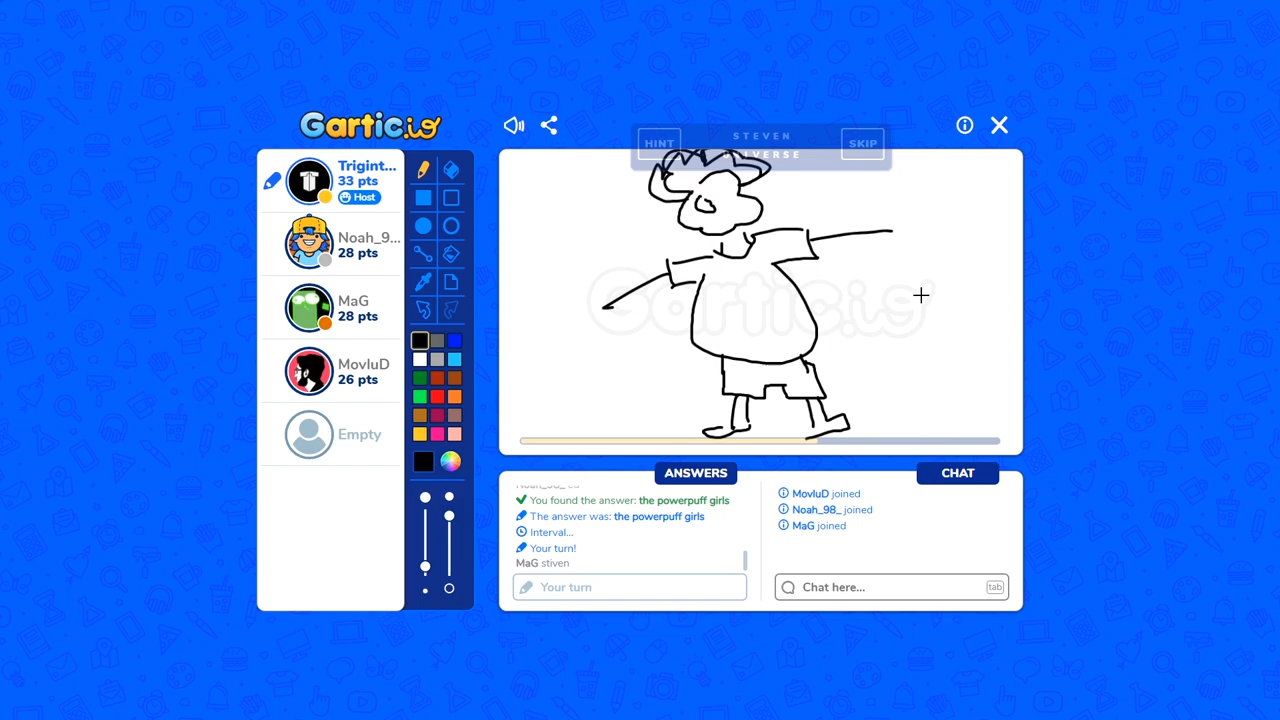 Gartic.io
HINT
STEVEN
UNIVERSE
SKIP
Trigint...
33 pts
Host
Noah_9...
28 pts
MaG
28 pts
MovluD
26 pts
Empty
Gartic.io
ANSWERS
You found the answer: the powerpuff girls
The answer was: the powerpuff girls
Interval...
Your turn!
MaG stiven
Your turn
CHAT
MovluD joined
Noah_98_ joined
MaG joined
Chat here...
tab